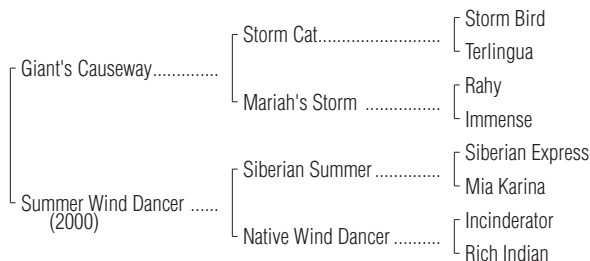 Storm Bird
Storm Cat..........................
Terlingua
Giant's Causeway..............
Rahy
Mariah's Storm ................
Immense
Siberian Express
Siberian Summer ..............
Mia Karina
Summer Wind Dancer ......
(2000)
Incinderator
Native Wind Dancer ..........
Rich Indian